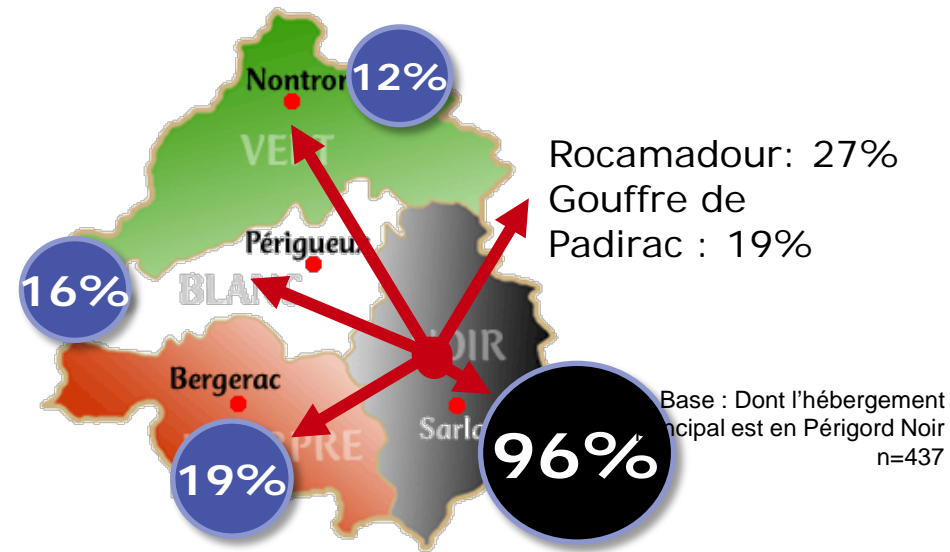 Nontron
12%
VERT
Rocamadour: 27%
Gouffre de
Padirac : 19%
Périgueux
16%
BLANC
NOIR
Bergerac
Base : Dont l’hébergement
principal est en Périgord Noir
n=437
Sarlat
96%
19%